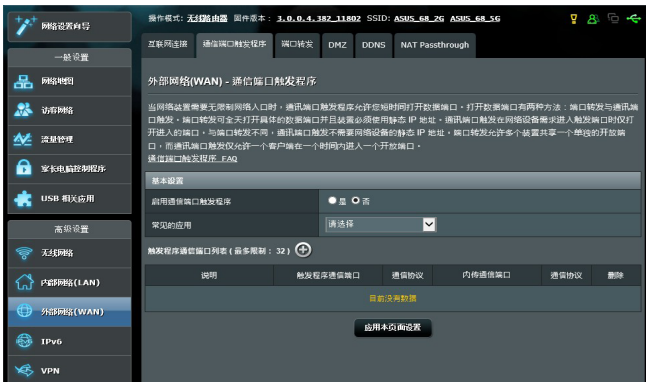 网络设置向导
操作模式: 无线路由器 固件版本: 3.0.0.4.382_11802 SSID: ASUS_68_2G ASUS_68_5G
互联网连接 通信端口触发程序 端口转发 DMZ DDNS NAT Passthrough
一般设置
网络地图
访客网络
流量管理
家长电脑控制程序
USB 相关应用
高级设置
无线网络
内部网络(LAN)
外部网络(WAN)
IPv6
VPN
外部网络(WAN) - 通信端口触发程序
当网络装置需要无限制网络入口时，通讯端口触发程序允许您短时间打开数据端口。打开数据端口有两种方法：端口转发与通讯端
口触发。端口转发可全天打开具体的数据端口并且装置必须使用静态 IP 地址。通讯端口触发在网络设备需求进入触发端口时仅打
开进入的端口，与端口转发不同，通讯端口触发不需要网络设备的静态 IP 地址。端口转发允许多个装置共享一个单独的开放端
口，而通讯端口触发仅允许一个客户端在一个时间内进入一个开放端口。
通信端口触发程序 FAQ
基本设置
启用通信端口触发程序 是 否
常见的应用 请选择
触发程序通信端口列表 ( 最多限制 : 32 )
说明 触发程序通信端口 通信协议 内传通信端口 通信协议 删除
目前没有数据
应用本页面设置